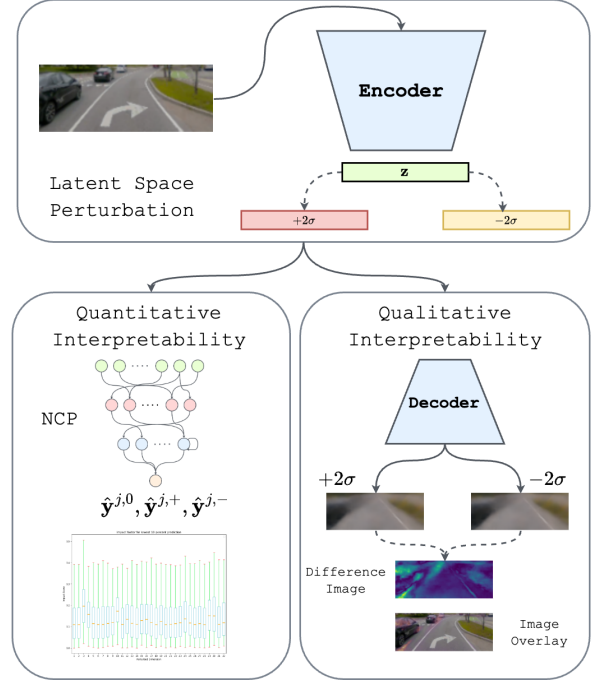 Encoder
z
Latent Space
Perturbation
+2σ
−2σ
Quantitative
Interpretability
NCP
ŷ^{j,0}, ŷ^{j,+}, ŷ^{j,−}
Qualitative
Interpretability
Decoder
+2σ
−2σ
Difference
Image
Image
Overlay